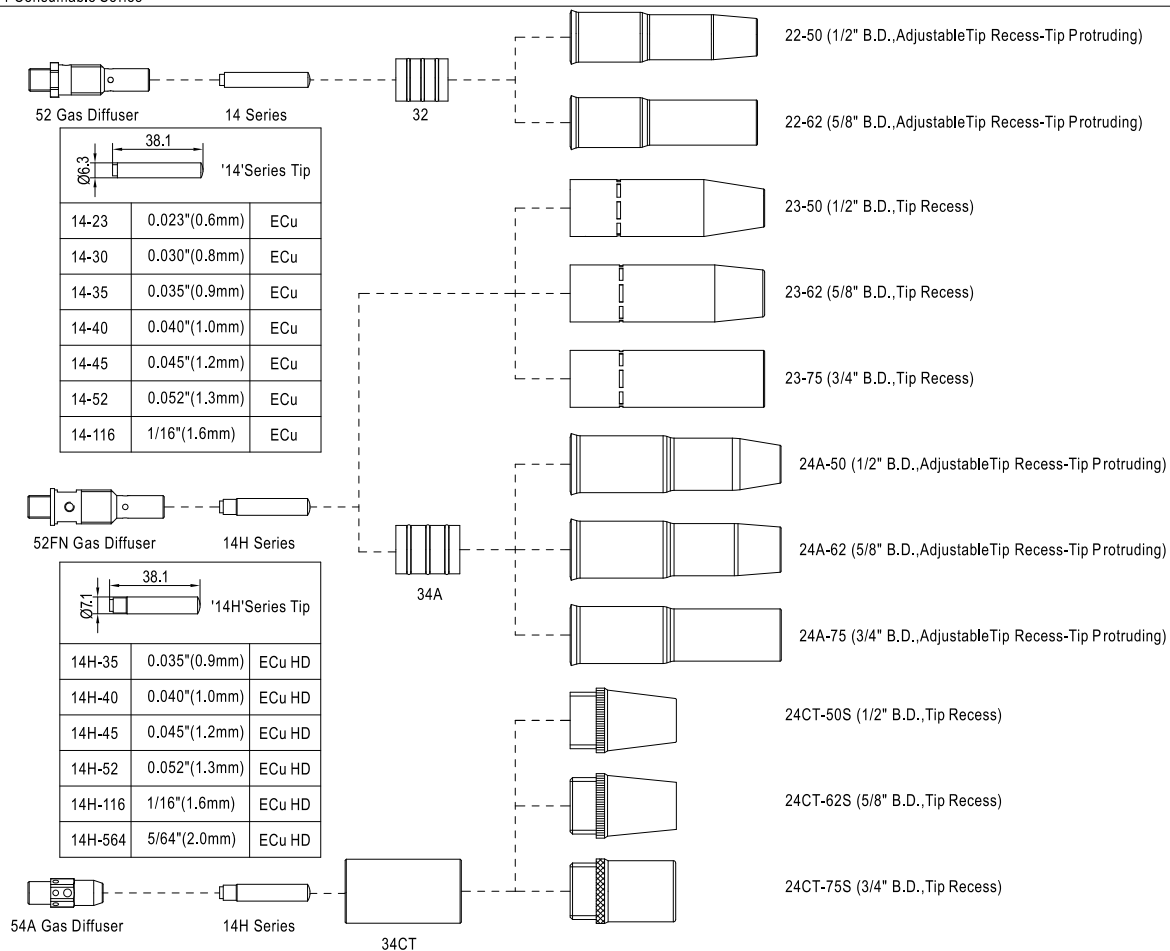 22-50 (1/2" B.D.,AdjustableTip Recess-Tip Protruding)
52 Gas Diffuser
14 Series
32
22-62 (5/8" B.D.,AdjustableTip Recess-Tip Protruding)
38.1
Ø6.3
'14'Series Tip
14-23 0.023"(0.6mm) ECu
14-30 0.030"(0.8mm) ECu
14-35 0.035"(0.9mm) ECu
14-40 0.040"(1.0mm) ECu
14-45 0.045"(1.2mm) ECu
14-52 0.052"(1.3mm) ECu
14-116 1/16"(1.6mm) ECu
23-50 (1/2" B.D.,Tip Recess)
23-62 (5/8" B.D.,Tip Recess)
23-75 (3/4" B.D.,Tip Recess)
24A-50 (1/2" B.D.,AdjustableTip Recess-Tip Protruding)
52FN Gas Diffuser
14H Series
34A
24A-62 (5/8" B.D.,AdjustableTip Recess-Tip Protruding)
24A-75 (3/4" B.D.,AdjustableTip Recess-Tip Protruding)
38.1
Ø7.1
'14H'Series Tip
14H-35 0.035"(0.9mm) ECu HD
14H-40 0.040"(1.0mm) ECu HD
14H-45 0.045"(1.2mm) ECu HD
14H-52 0.052"(1.3mm) ECu HD
14H-116 1/16"(1.6mm) ECu HD
14H-564 5/64"(2.0mm) ECu HD
24CT-50S (1/2" B.D.,Tip Recess)
24CT-62S (5/8" B.D.,Tip Recess)
24CT-75S (3/4" B.D.,Tip Recess)
54A Gas Diffuser
14H Series
34CT